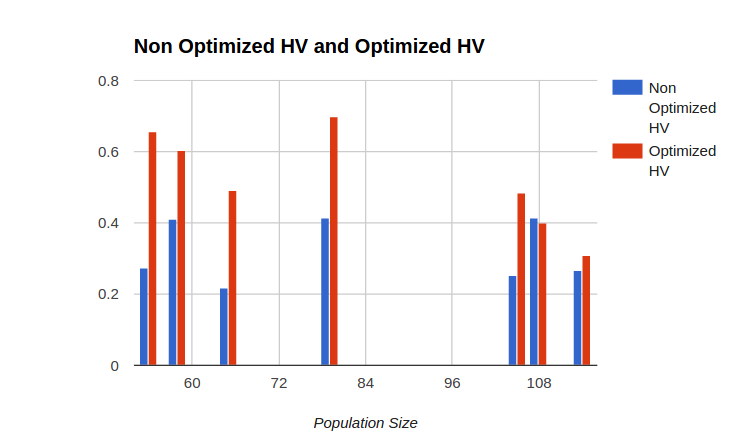 Non Optimized HV and Optimized HV
0.8
0.6
0.4
0.2
0
60 72 84 96 108
Population Size
Non
Optimized
HV
Optimized
HV